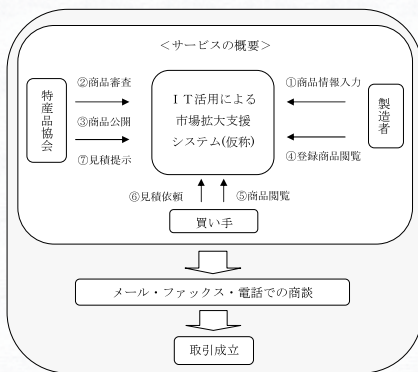 ＜サービスの概要＞
特産品協会
②商品審査
③商品公開
⑦見積提示
ＩＴ活用による
市場拡大支援
システム(仮称)
①商品情報入力
④登録商品閲覧
製造者
⑥見積依頼
⑤商品閲覧
買い手
メール・ファックス・電話での商談
取引成立